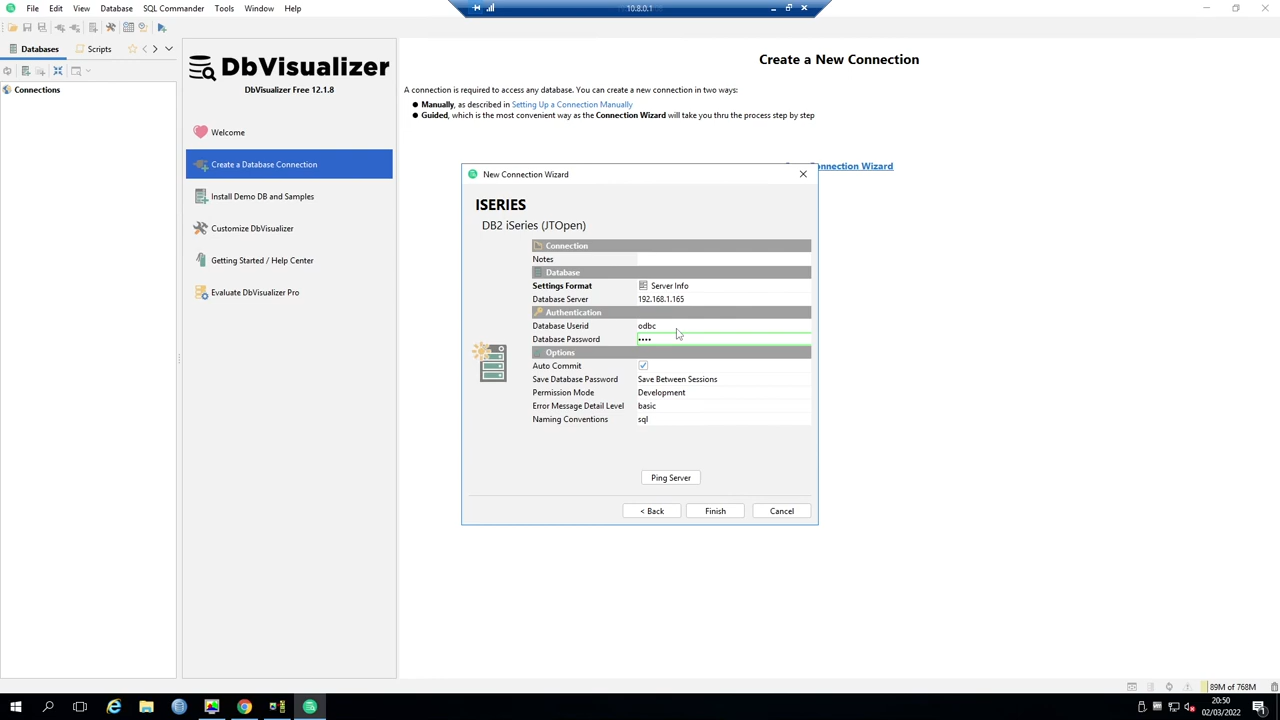 File Edit View Database SQL Commander Tools Window Help
10.8.0.1
Databases Scripts
Connections
DbVisualizer
DbVisualizer Free 12.1.8
Welcome
Create a Database Connection
Install Demo DB and Samples
Customize DbVisualizer
Getting Started / Help Center
Evaluate DbVisualizer Pro
Create a New Connection
A connection is required to access any database. You can create a new connection in two ways:
Manually, as described in Setting Up a Connection Manually
Guided, which is the most convenient way as the Connection Wizard will take you thru the process step by step
onnection Wizard
New Connection Wizard
ISERIES
DB2 iSeries (JTOpen)
Connection
Notes
Database
Settings Format Server Info
Database Server 192.168.1.165
Authentication
Database Userid odbc
Database Password ••••
Options
Auto Commit
Save Database Password Save Between Sessions
Permission Mode Development
Error Message Detail Level basic
Naming Conventions sql
Ping Server
< Back Finish Cancel
89M of 768M
20:50
02/03/2022